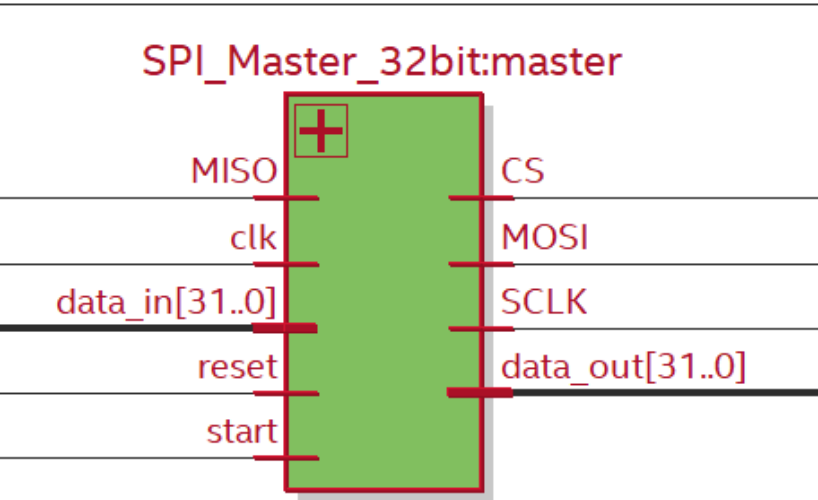 SPI_Master_32bit:master
MISO
CS
clk
MOSI
data_in[31..0]
SCLK
reset
data_out[31..0]
start